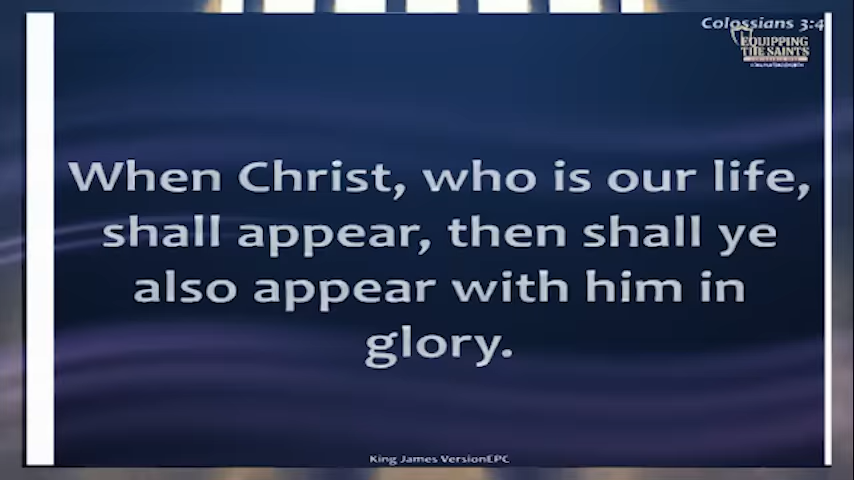 Colossians 3:4
EQUIPPING
THE SAINTS
When Christ, who is our life,
shall appear, then shall ye
also appear with him in
glory.
King James VersionEPC